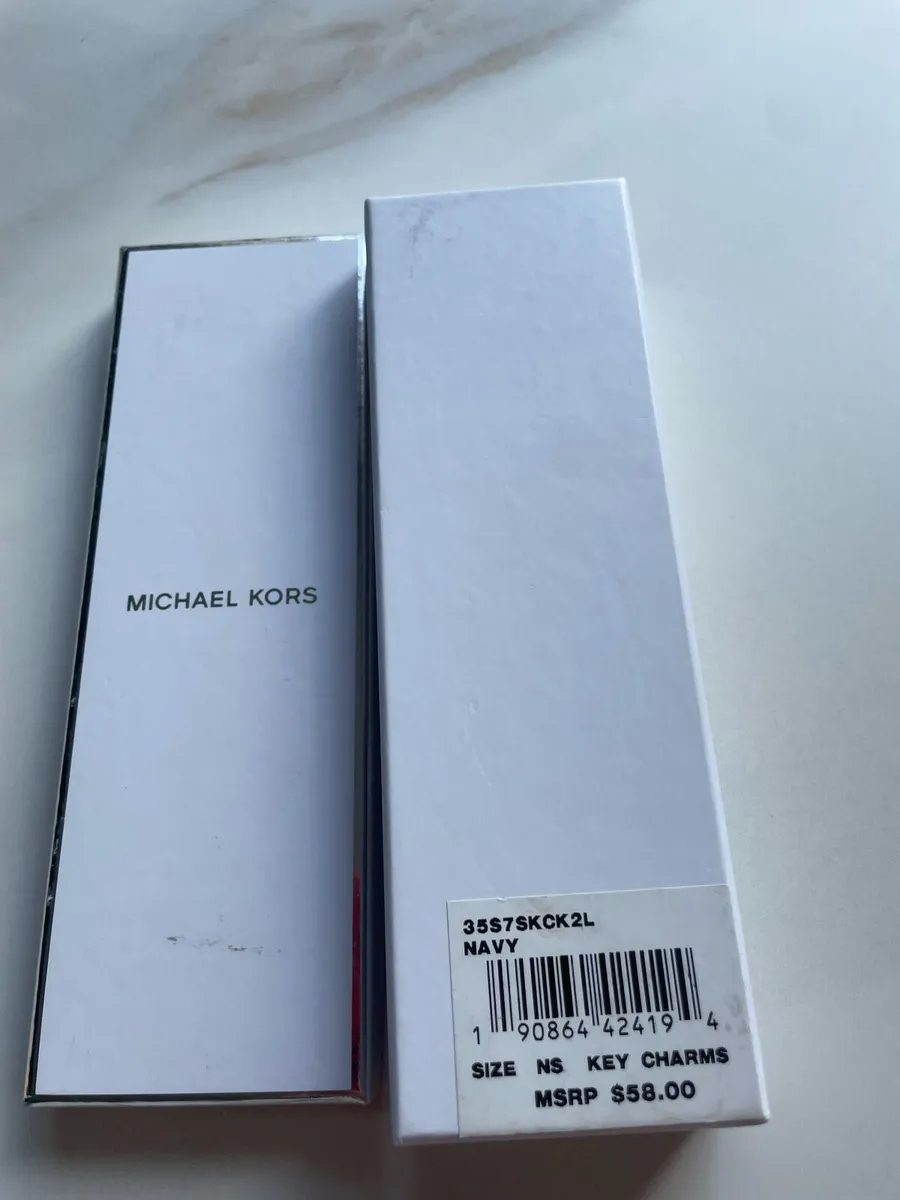 MICHAEL KORS
35S7SKCK2L
NAVY
1 90864 42419 4
SIZE NS KEY CHARMS
MSRP $58.00